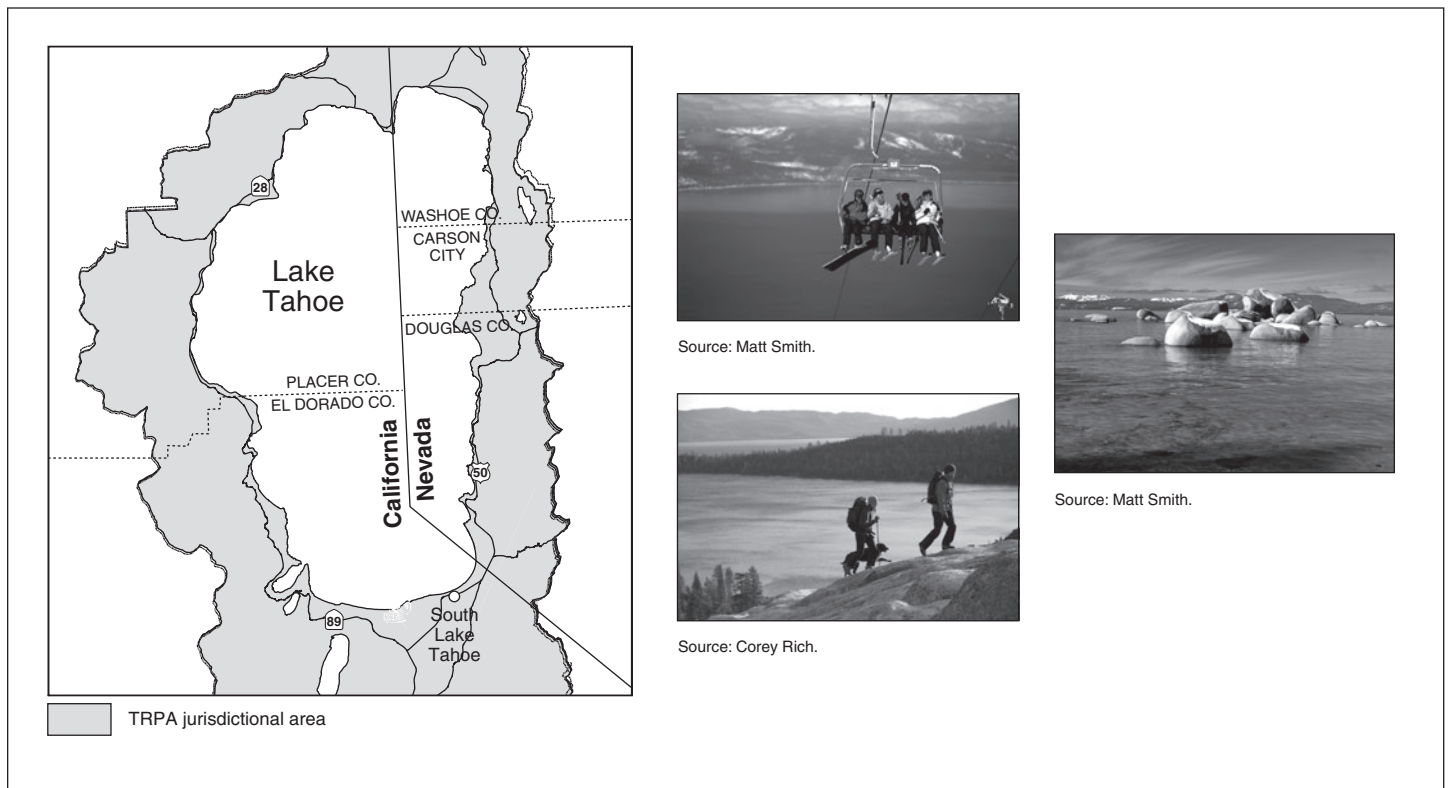 28
WASHOE CO.
CARSON
CITY
Lake
Tahoe
DOUGLAS CO.
PLACER CO.
EL DORADO CO.
California
Nevada
50
89
South
Lake
Tahoe
TRPA jurisdictional area
Source: Matt Smith.
Source: Corey Rich.
Source: Matt Smith.